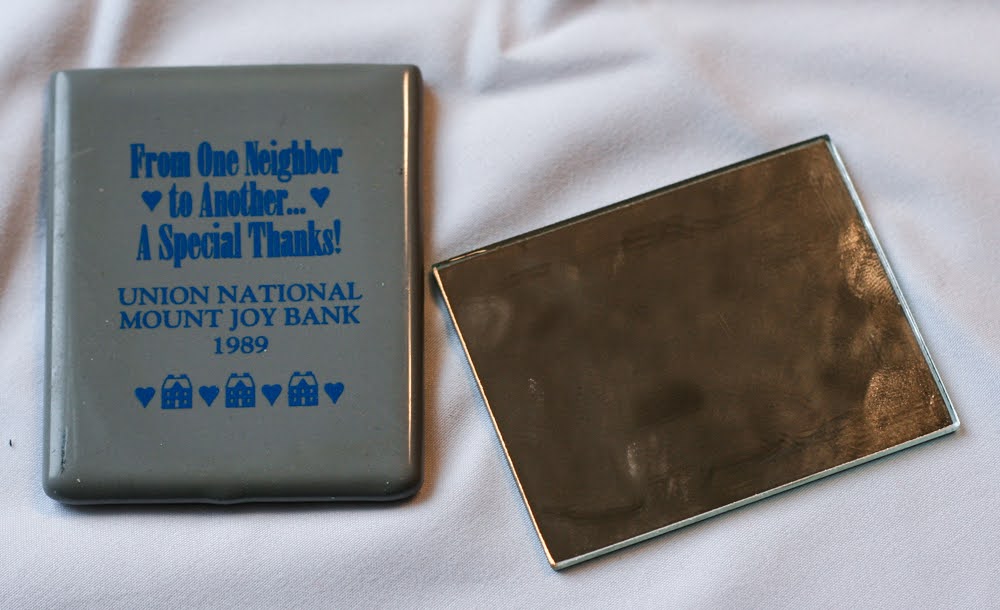 From One Neighbor
to Another...
A Special Thanks!
UNION NATIONAL
MOUNT JOY BANK
1989